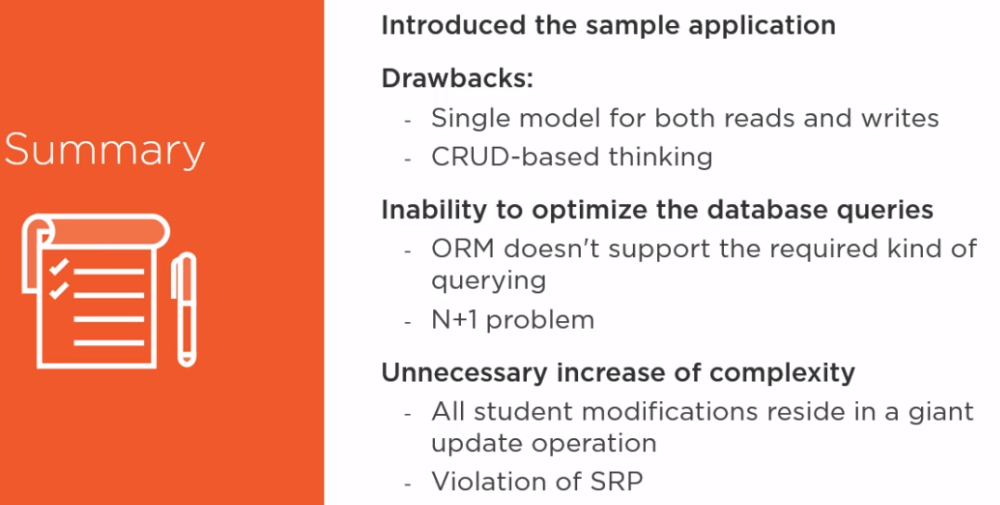 Summary
Introduced the sample application
Drawbacks:
- Single model for both reads and writes
- CRUD-based thinking
Inability to optimize the database queries
- ORM doesn't support the required kind of
querying
- N+1 problem
Unnecessary increase of complexity
- All student modifications reside in a giant
update operation
- Violation of SRP